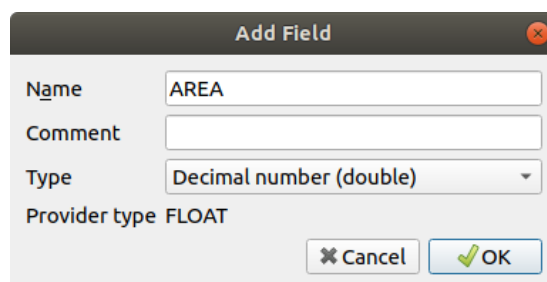 Add Field
Name AREA
Comment
Type Decimal number (double)
Provider type FLOAT
Cancel OK